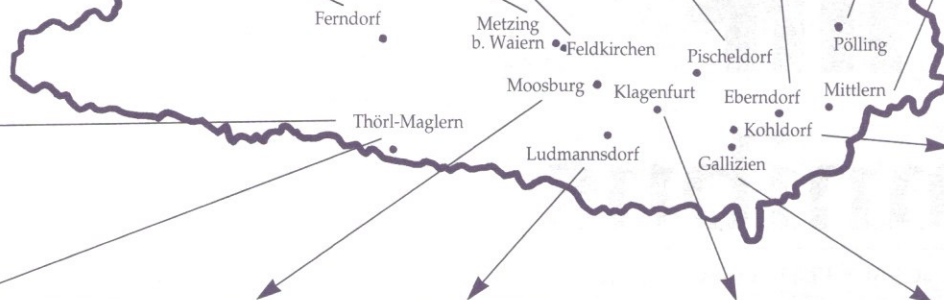 Ferndorf
Metzing
b. Waiern
Feldkirchen
Pölling
Pischeldorf
Moosburg
Klagenfurt
Eberndorf
Mittlern
Thörl-Maglern
Kohldorf
Ludmannsdorf
Gallizien